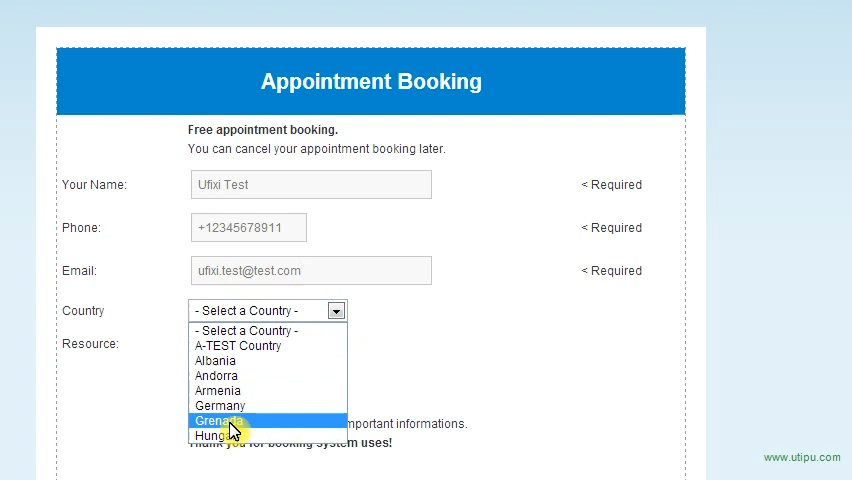 Appointment Booking
Free appointment booking.
You can cancel your appointment booking later.
Your Name: Ufixi Test < Required
Phone: +12345678911 < Required
Email: ufixi.test@test.com < Required
Country - Select a Country -
- Select a Country -
Resource:
A-TEST Country
Albania
Andorra
Armenia
Germany
Grenada
important informations.
Thank you for booking system uses!
www.utipu.com